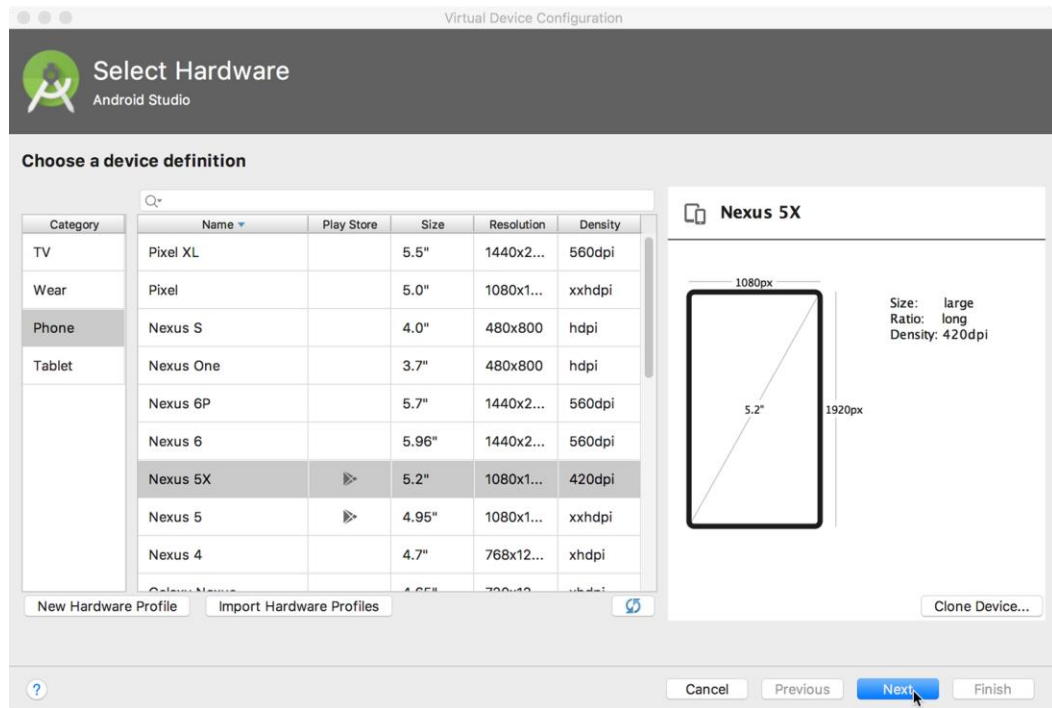 Virtual Device Configuration
Select Hardware
Android Studio
Choose a device definition
Category
TV
Wear
Phone
Tablet
Name Play Store Size Resolution Density
Pixel XL 5.5" 1440x2... 560dpi
Pixel 5.0" 1080x1... xxhdpi
Nexus S 4.0" 480x800 hdpi
Nexus One 3.7" 480x800 hdpi
Nexus 6P 5.7" 1440x2... 560dpi
Nexus 6 5.96" 1440x2... 560dpi
Nexus 5X 5.2" 1080x1... 420dpi
Nexus 5 4.95" 1080x1... xxhdpi
Nexus 4 4.7" 768x12... xhdpi
New Hardware Profile Import Hardware Profiles
Nexus 5X
1080px
5.2"
1920px
Size: large
Ratio: long
Density: 420dpi
Clone Device...
? Cancel Previous Next Finish